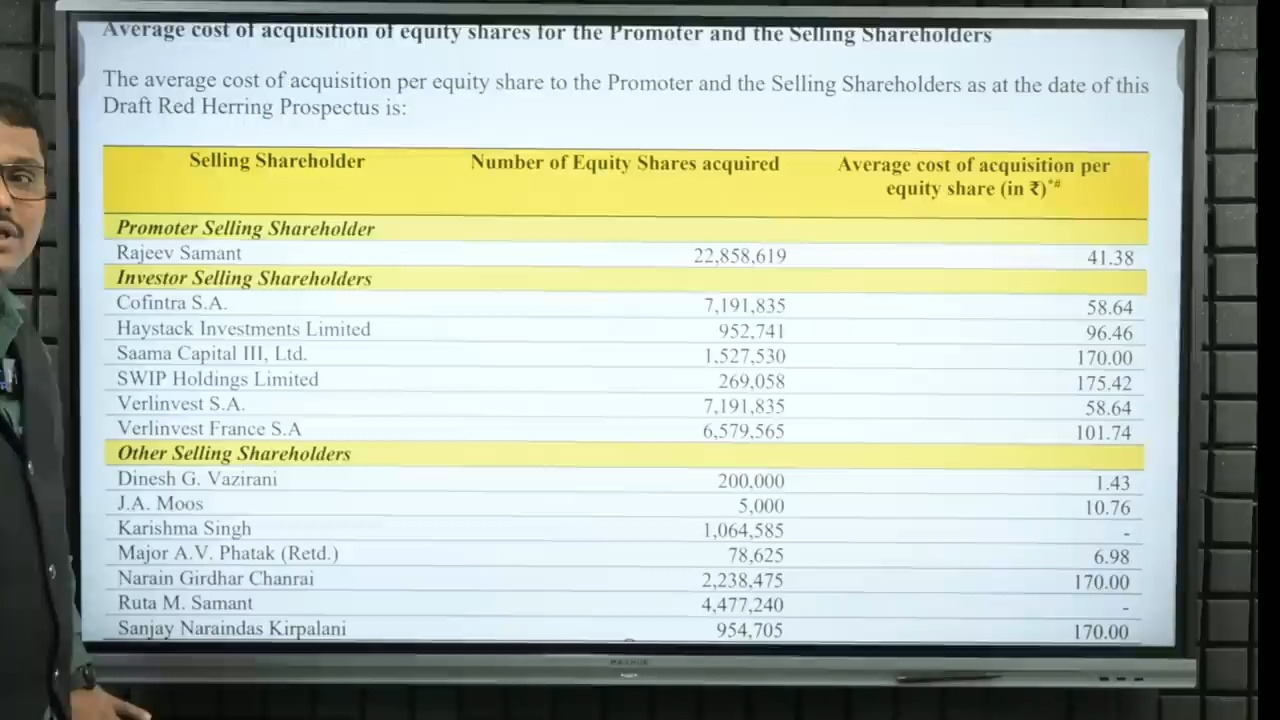 Average cost of acquisition of equity shares for the Promoter and the Selling Shareholders
The average cost of acquisition per equity share to the Promoter and the Selling Shareholders as at the date of this
Draft Red Herring Prospectus is:
Selling Shareholder Number of Equity Shares acquired Average cost of acquisition per
equity share (in ₹)*#
Promoter Selling Shareholder
Rajeev Samant 22,858,619 41.38
Investor Selling Shareholders
Cofintra S.A. 7,191,835 58.64
Haystack Investments Limited 952,741 96.46
Saama Capital III, Ltd. 1,527,530 170.00
SWIP Holdings Limited 269,058 175.42
Verlinvest S.A. 7,191,835 58.64
Verlinvest France S.A 6,579,565 101.74
Other Selling Shareholders
Dinesh G. Vazirani 200,000 1.43
J.A. Moos 5,000 10.76
Karishma Singh 1,064,585 -
Major A.V. Phatak (Retd.) 78,625 6.98
Narain Girdhar Chanrai 2,238,475 170.00
Ruta M. Samant 4,477,240 -
Sanjay Naraindas Kirpalani 954,705 170.00